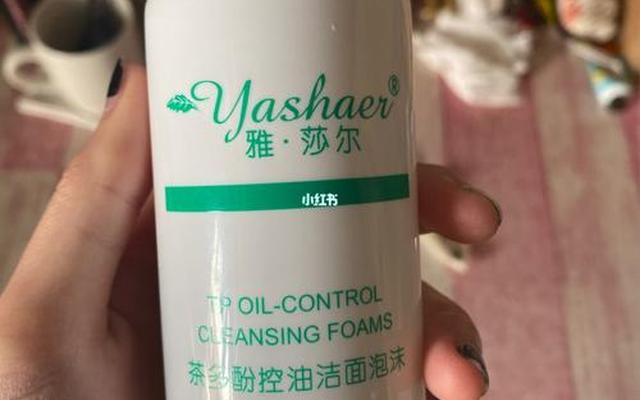 Yashaer®
雅·莎尔
小红书
TP OIL-CONTROL
CLEANSING FOAMS
茶多酚控油洁面泡沫